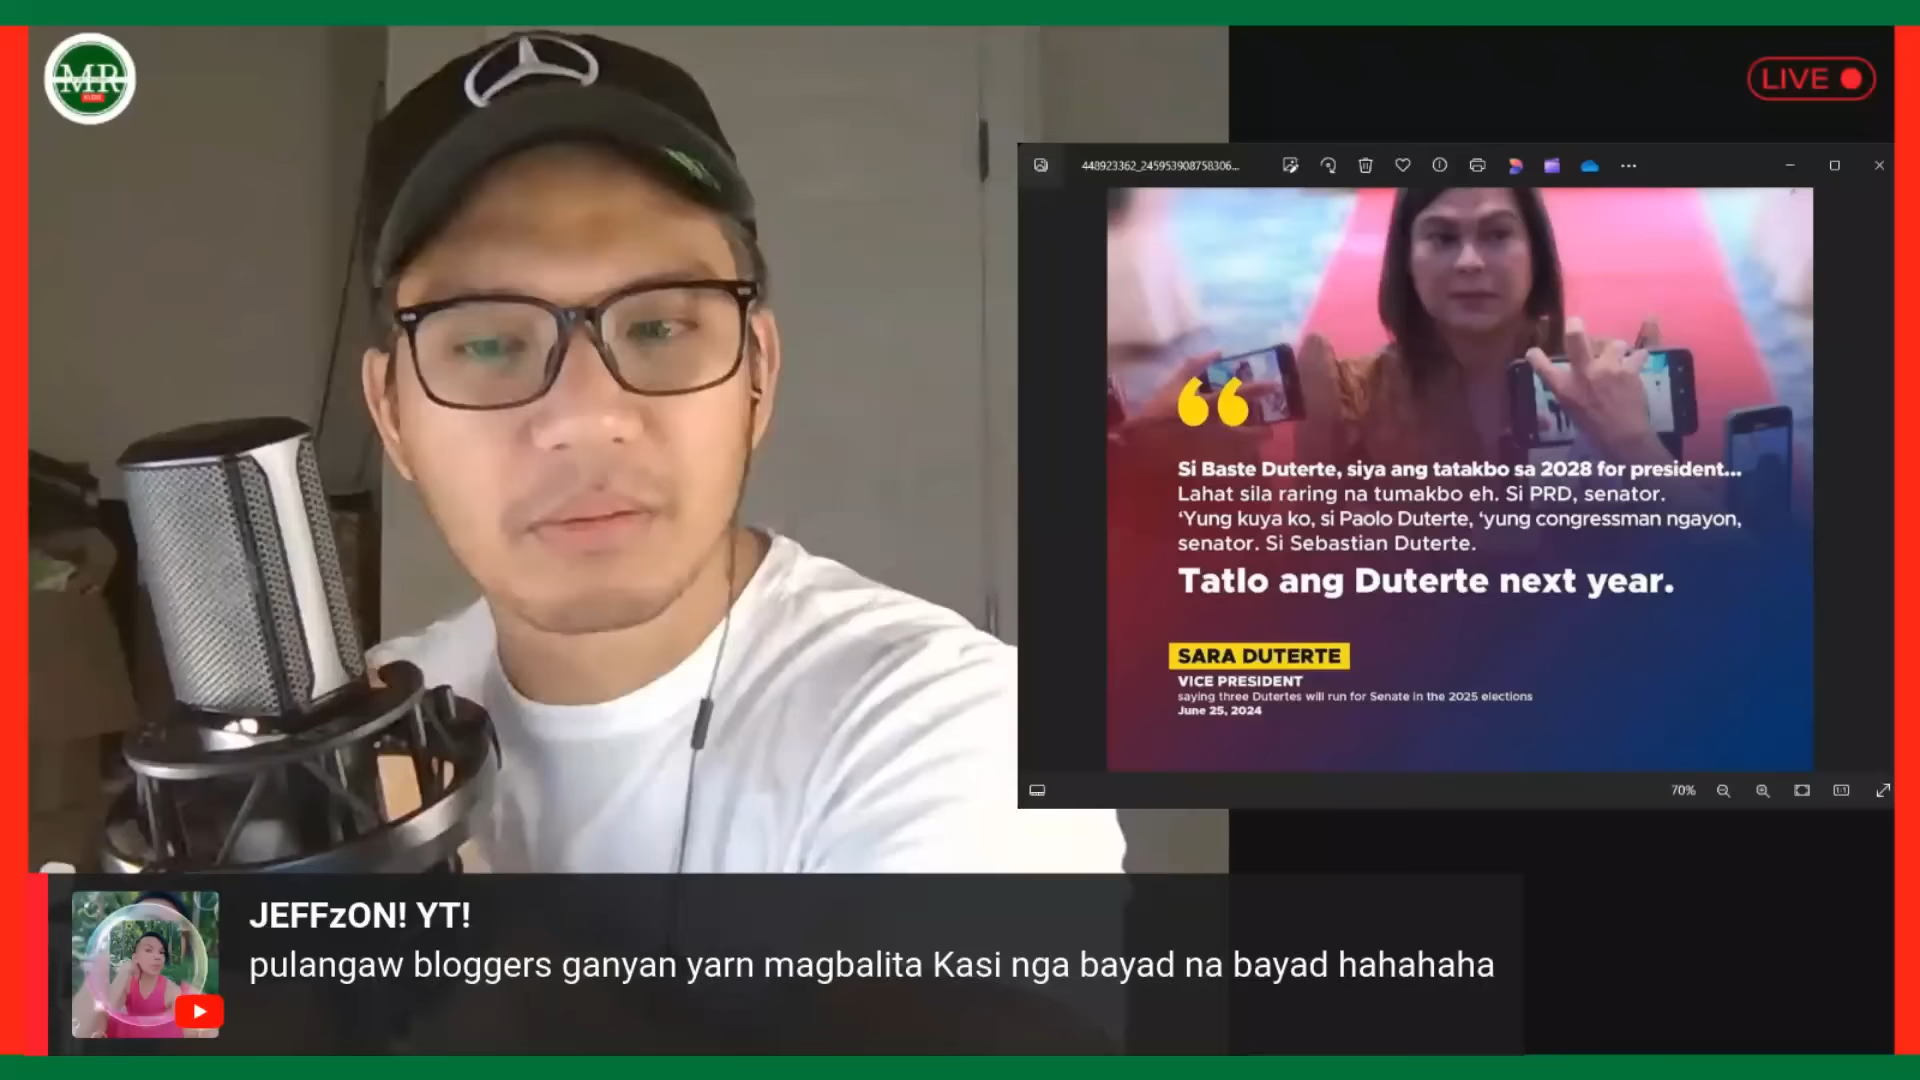 MR
LIVE
448923362_245953908758306...
Si Baste Duterte, siya ang tatakbo sa 2028 for president...
Lahat sila raring na tumakbo eh. Si PRD, senator.
‘Yung kuya ko, si Paolo Duterte, ‘yung congressman ngayon,
senator. Si Sebastian Duterte.
Tatlo ang Duterte next year.
SARA DUTERTE
VICE PRESIDENT
saying three Dutertes will run for Senate in the 2025 elections
June 25, 2024
70%
JEFFzON! YT!
pulangaw bloggers ganyan yarn magbalita Kasi nga bayad na bayad hahahaha